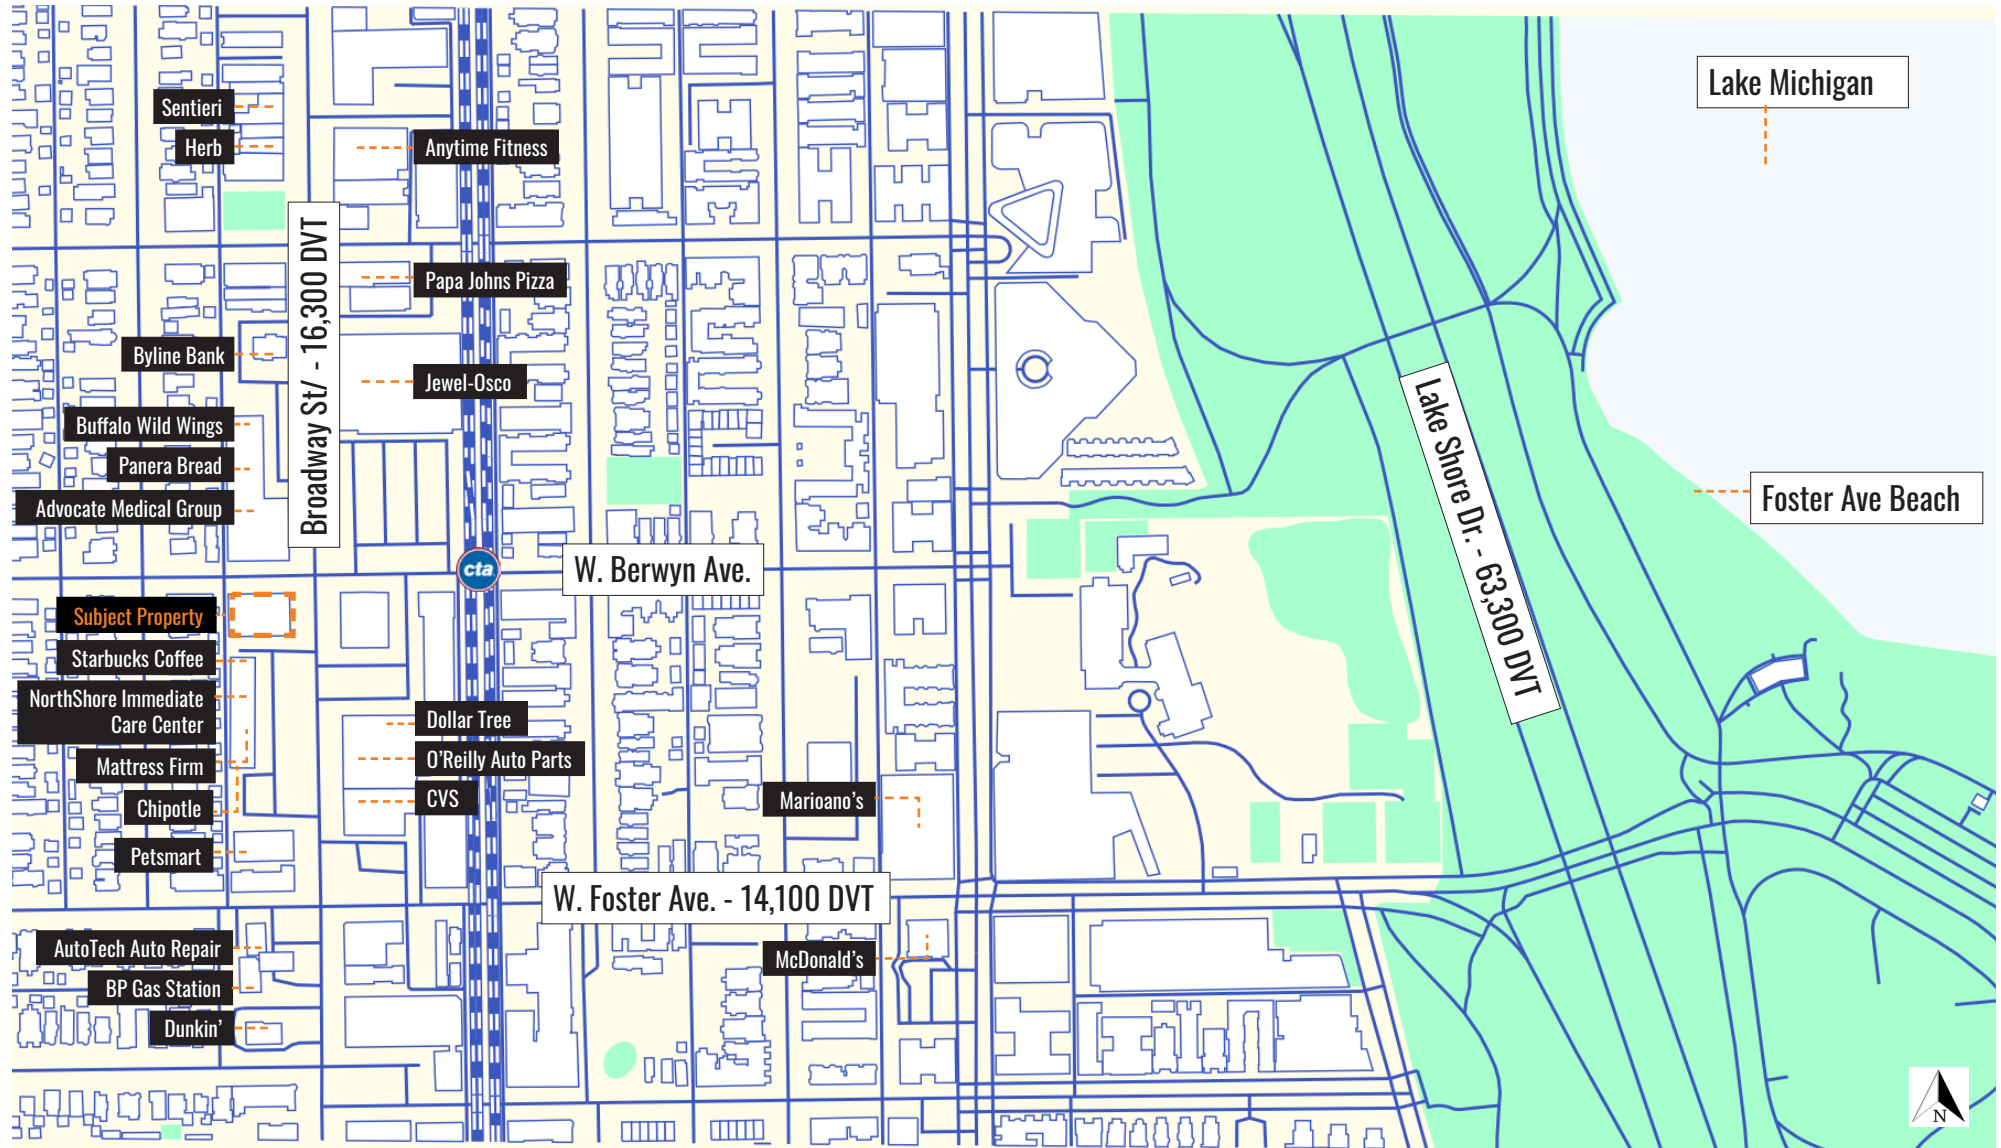 Lake Michigan
Sentieri
Herb
Anytime Fitness
Broadway St/ - 16,300 DVT
Papa Johns Pizza
Byline Bank
Jewel-Osco
Buffalo Wild Wings
Panera Bread
Advocate Medical Group
Lake Shore Dr. - 63,300 DVT
Foster Ave Beach
cta
W. Berwyn Ave.
Subject Property
Starbucks Coffee
NorthShore Immediate
Care Center
Mattress Firm
Chipotle
Petsmart
Dollar Tree
O'Reilly Auto Parts
CVS
Marioano's
W. Foster Ave. - 14,100 DVT
AutoTech Auto Repair
BP Gas Station
Dunkin'
McDonald's
N